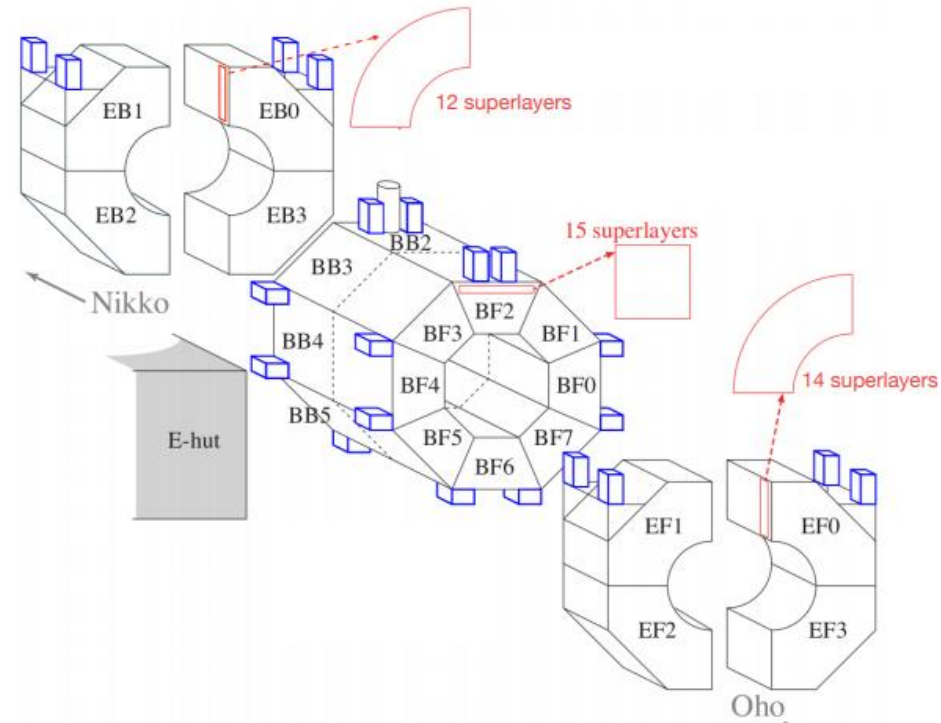 EB1
EB0
12 superlayers
EB2
EB3
15 superlayers
BB2
BB3
Nikko
BF2
BF3
BF1
BB4
BF4
BF0
14 superlayers
BB5
E-hut
BF5
BF7
BF6
EF1
EF0
EF2
EF3
Oho